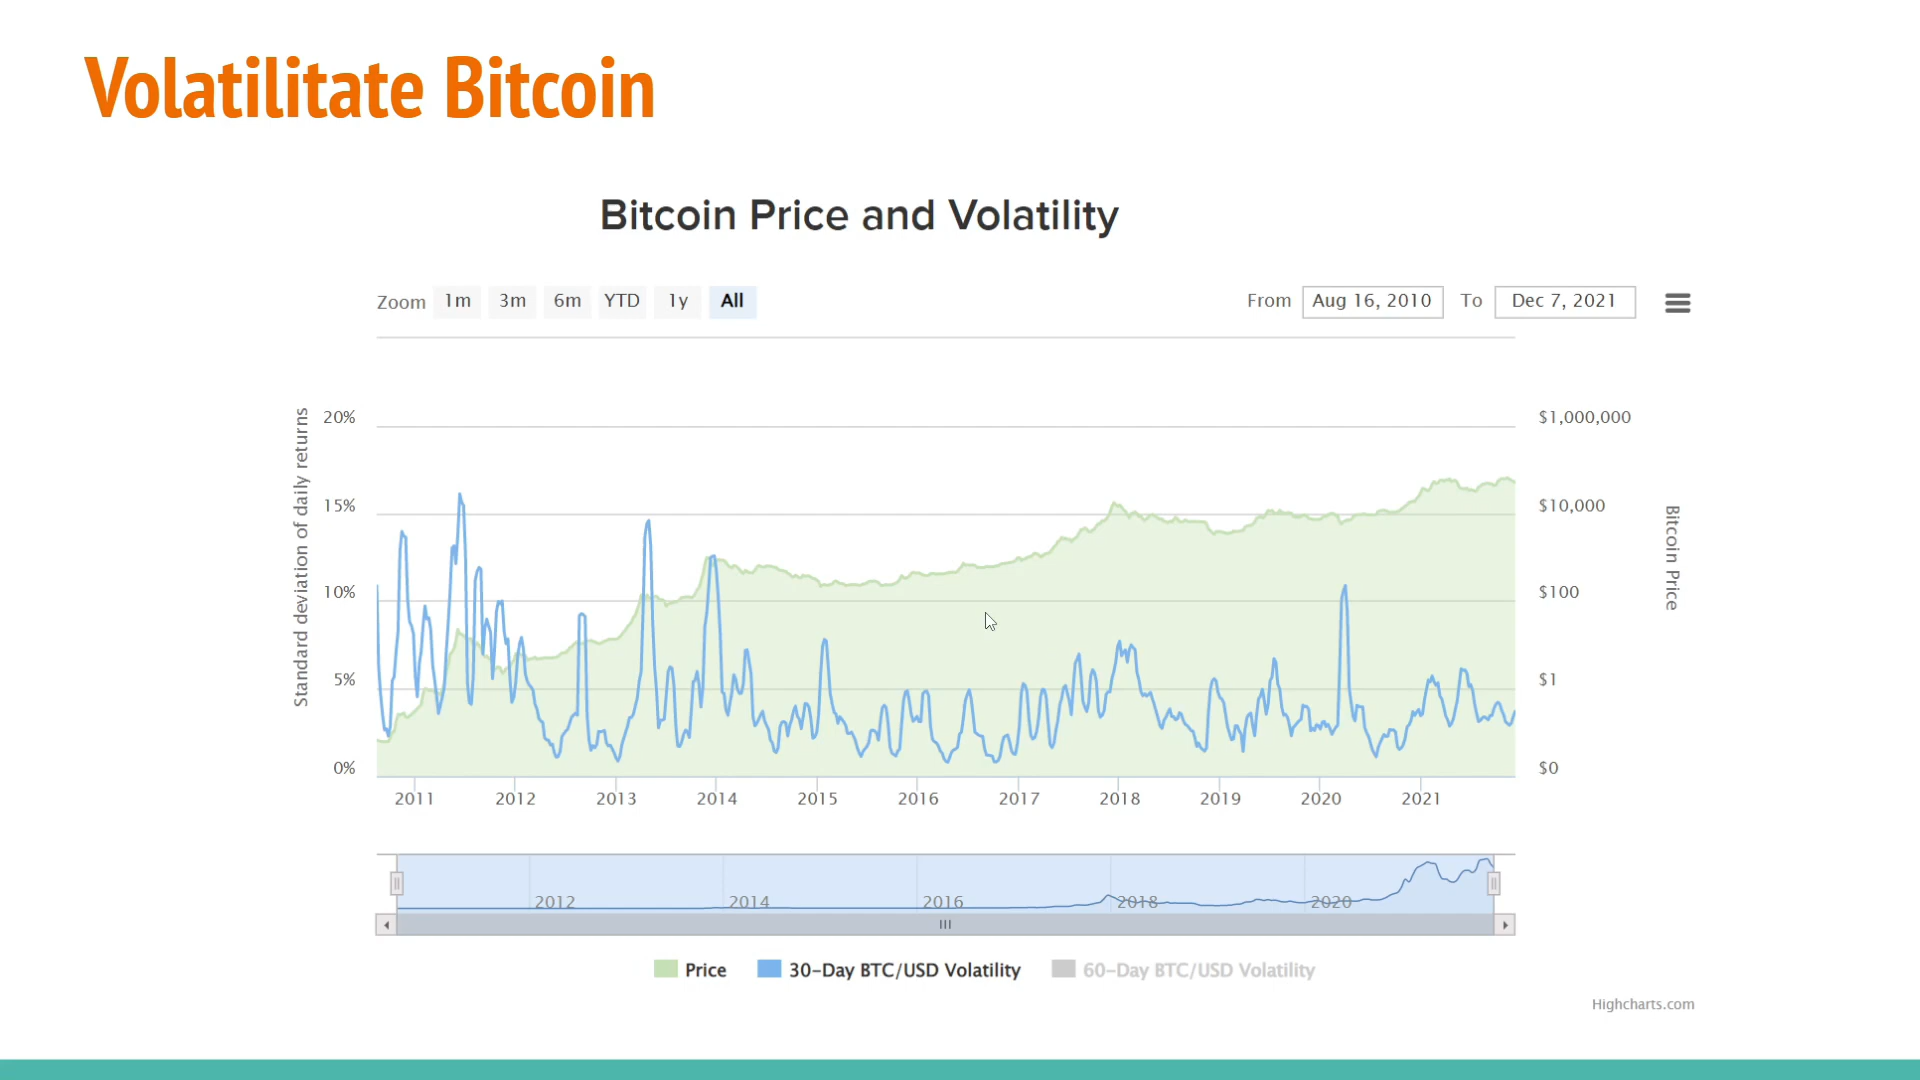 Volatilitate Bitcoin
Bitcoin Price and Volatility
Zoom 1m 3m 6m YTD 1y All
From Aug 16, 2010 To Dec 7, 2021
Standard deviation of daily returns
20%
15%
10%
5%
0%
$1,000,000
$10,000
$100
$1
$0
Bitcoin Price
2011 2012 2013 2014 2015 2016 2017 2018 2019 2020 2021
2012 2014 2016 2018 2020
Price 30-Day BTC/USD Volatility 60-Day BTC/USD Volatility
Highcharts.com